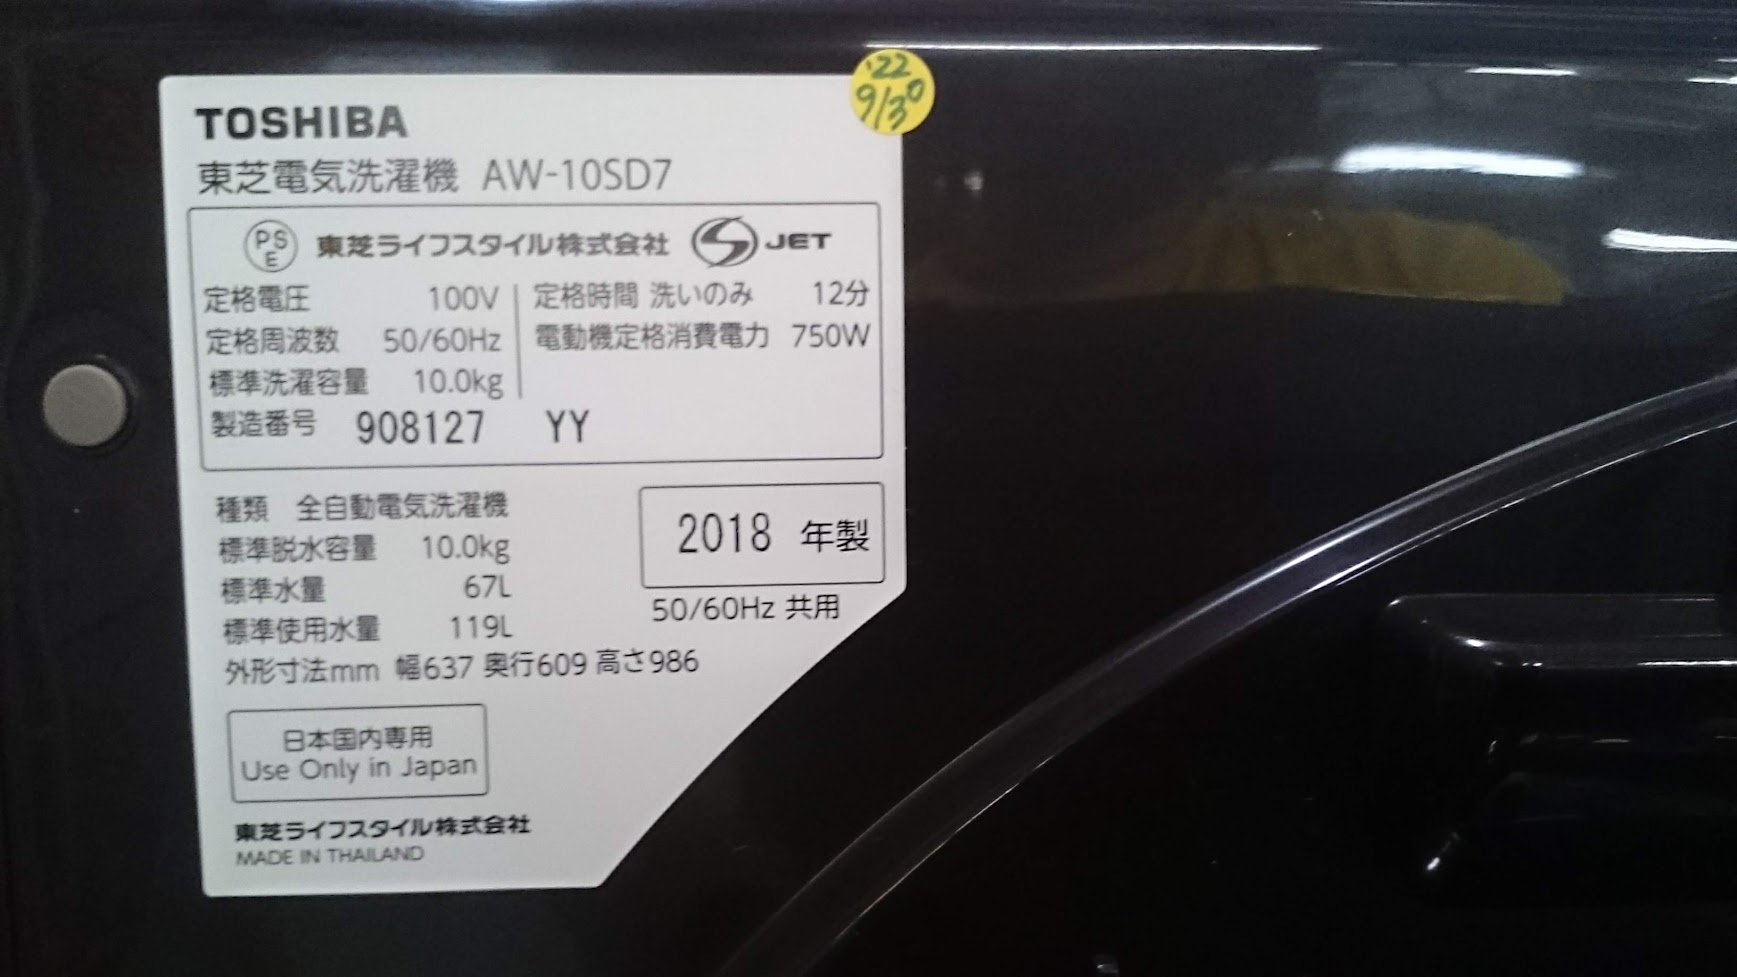 '22
9/30
TOSHIBA
東芝電気洗濯機 AW-10SD7
PS
E
東芝ライフスタイル株式会社 JET
定格電圧 100V
定格時間 洗いのみ 12分
定格周波数 50/60Hz
電動機定格消費電力 750W
標準洗濯容量 10.0kg
製造番号 908127 YY
種類 全自動電気洗濯機
標準脱水容量 10.0kg
2018 年製
標準水量 67L
50/60Hz 共用
標準使用水量 119L
外形寸法mm 幅637 奥行609 高さ986
日本国内専用
Use Only in Japan
東芝ライフスタイル株式会社
MADE IN THAILAND